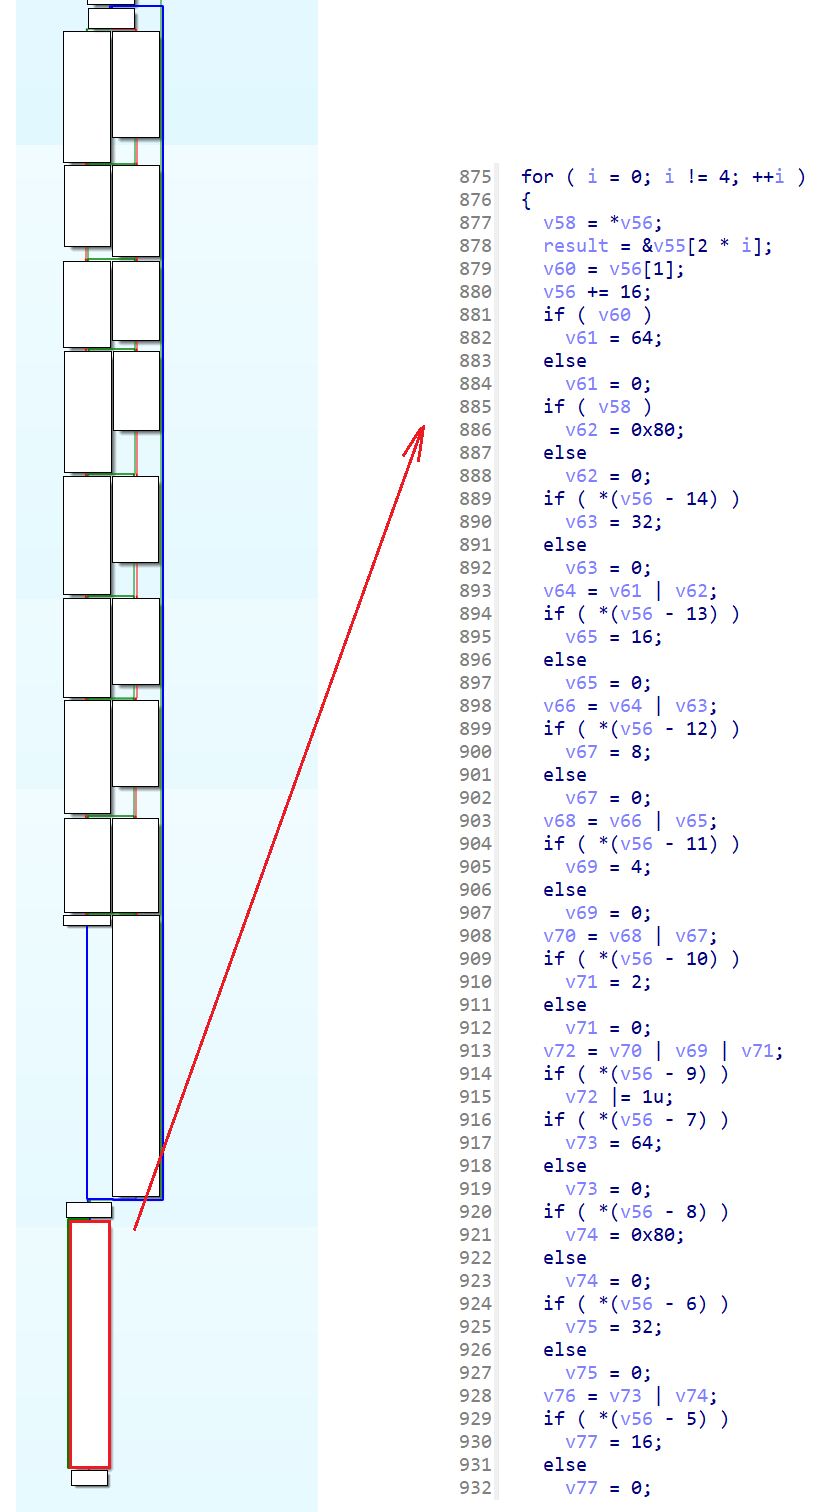 875 for ( i = 0; i != 4; ++i )
876 {
877 v58 = *v56;
878 result = &v55[2 * i];
879 v60 = v56[1];
880 v56 += 16;
881 if ( v60 )
882 v61 = 64;
883 else
884 v61 = 0;
885 if ( v58 )
886 v62 = 0x80;
887 else
888 v62 = 0;
889 if ( *(v56 - 14) )
890 v63 = 32;
891 else
892 v63 = 0;
893 v64 = v61 | v62;
894 if ( *(v56 - 13) )
895 v65 = 16;
896 else
897 v65 = 0;
898 v66 = v64 | v63;
899 if ( *(v56 - 12) )
900 v67 = 8;
901 else
902 v67 = 0;
903 v68 = v66 | v65;
904 if ( *(v56 - 11) )
905 v69 = 4;
906 else
907 v69 = 0;
908 v70 = v68 | v67;
909 if ( *(v56 - 10) )
910 v71 = 2;
911 else
912 v71 = 0;
913 v72 = v70 | v69 | v71;
914 if ( *(v56 - 9) )
915 v72 |= 1u;
916 if ( *(v56 - 7) )
917 v73 = 64;
918 else
919 v73 = 0;
920 if ( *(v56 - 8) )
921 v74 = 0x80;
922 else
923 v74 = 0;
924 if ( *(v56 - 6) )
925 v75 = 32;
926 else
927 v75 = 0;
928 v76 = v73 | v74;
929 if ( *(v56 - 5) )
930 v77 = 16;
931 else
932 v77 = 0;